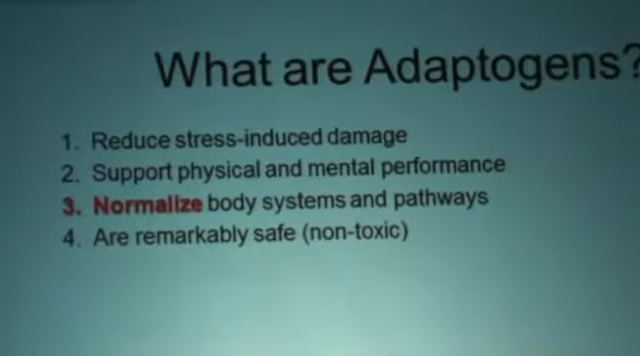 What are Adaptogens?
1. Reduce stress-induced damage
2. Support physical and mental performance
3. Normalize body systems and pathways
4. Are remarkably safe (non-toxic)